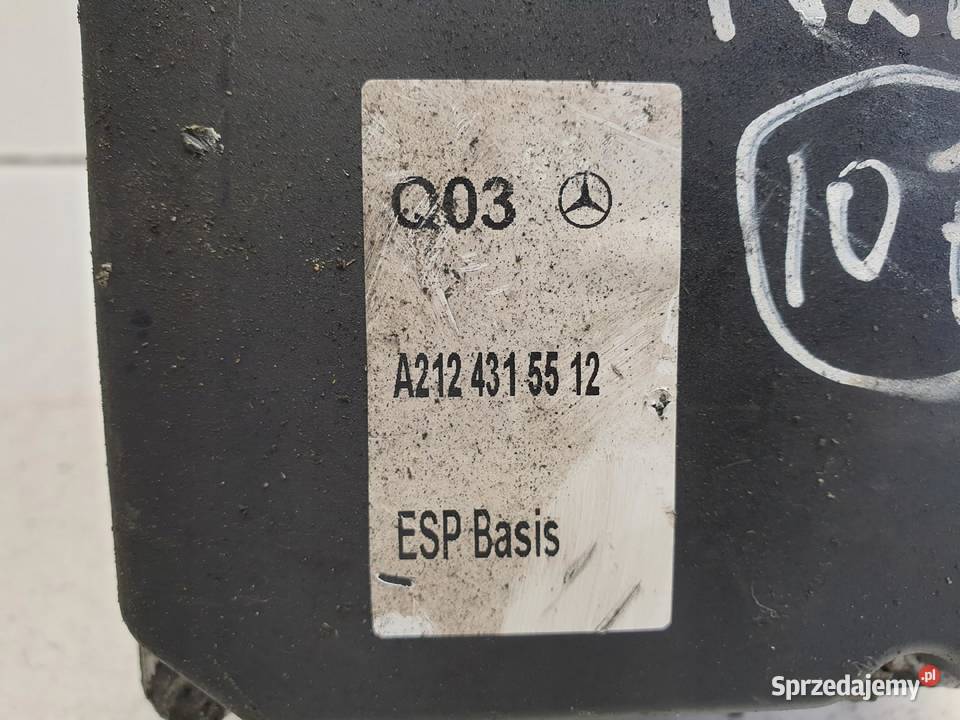 Q03
A212 431 55 12
ESP Basis
Sprzedajemy.pl